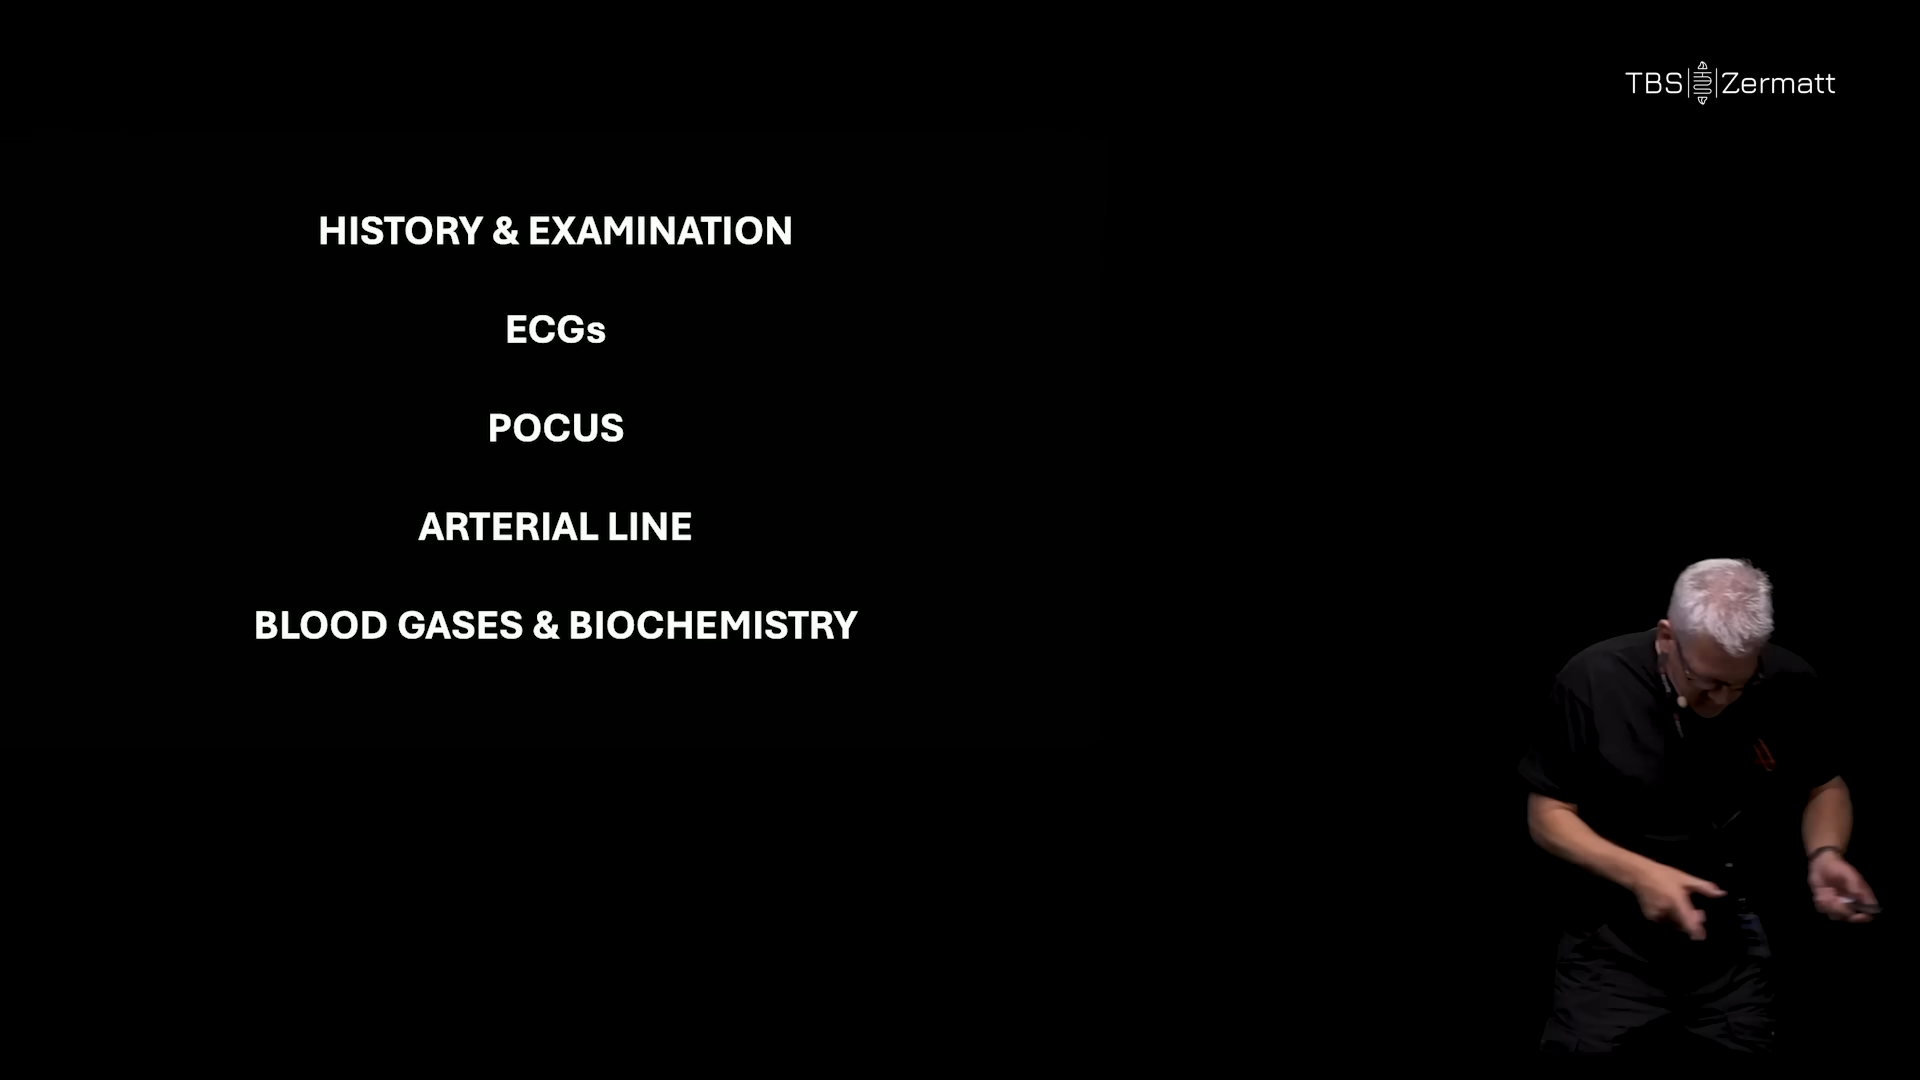 TBS Zermatt
HISTORY & EXAMINATION
ECGs
POCUS
ARTERIAL LINE
BLOOD GASES & BIOCHEMISTRY